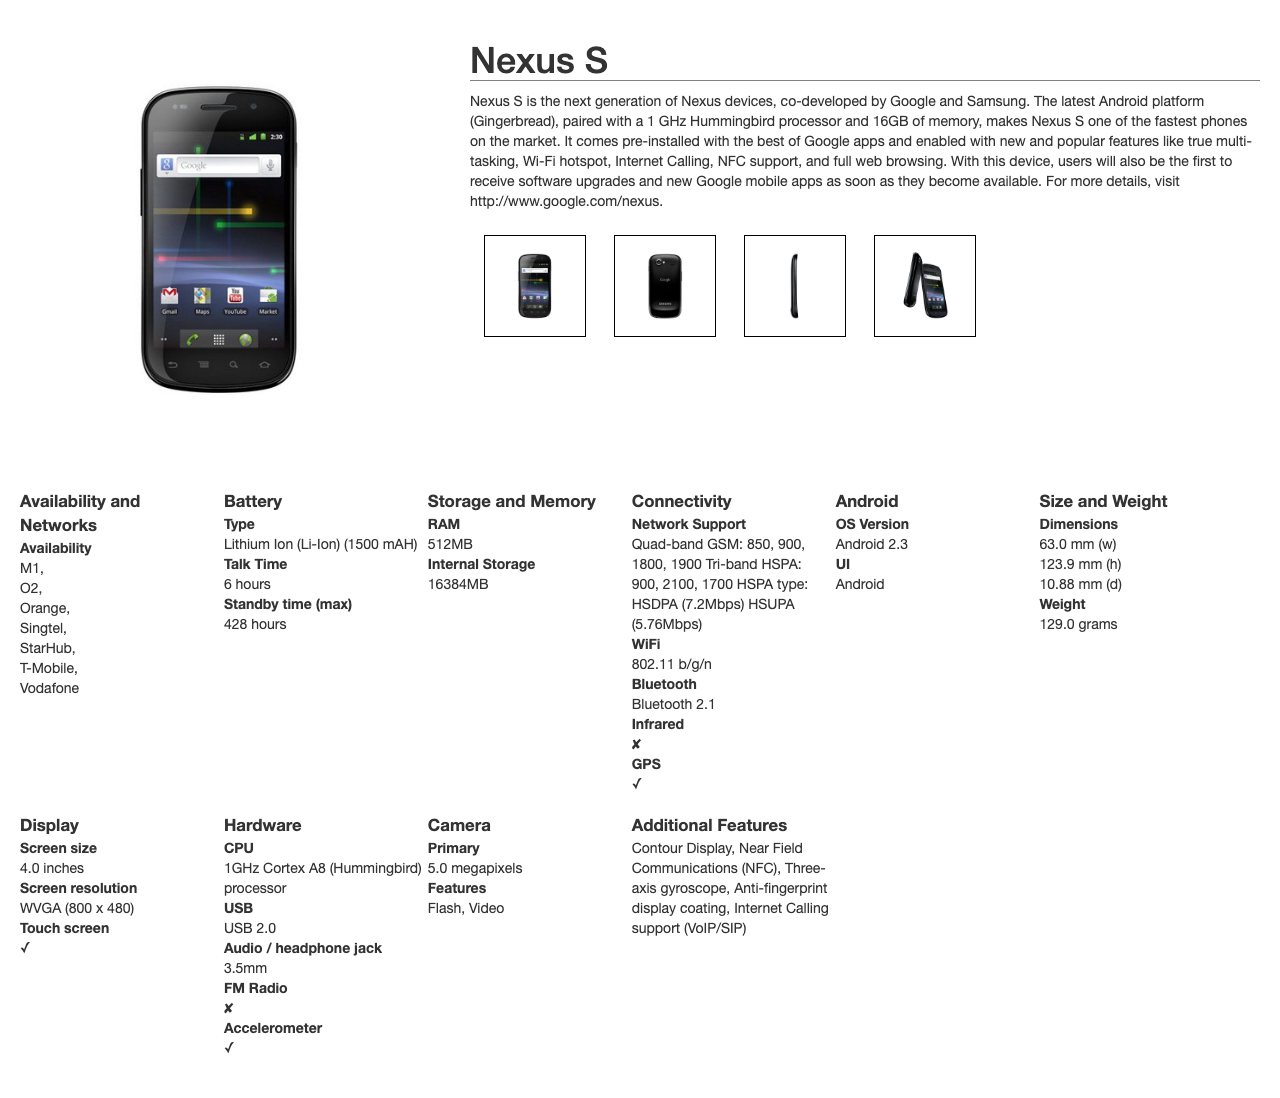 Nexus S
Nexus S is the next generation of Nexus devices, co-developed by Google and Samsung. The latest Android platform
(Gingerbread), paired with a 1 GHz Hummingbird processor and 16GB of memory, makes Nexus S one of the fastest phones
on the market. It comes pre-installed with the best of Google apps and enabled with new and popular features like true multi-
tasking, Wi-Fi hotspot, Internet Calling, NFC support, and full web browsing. With this device, users will also be the first to
receive software upgrades and new Google mobile apps as soon as they become available. For more details, visit
http://www.google.com/nexus.
2:30
Google
Gmail
Maps
YouTube
Market
Availability and
Networks
Availability
M1,
O2,
Orange,
Singtel,
StarHub,
T-Mobile,
Vodafone
Battery
Type
Lithium Ion (Li-Ion) (1500 mAH)
Talk Time
6 hours
Standby time (max)
428 hours
Storage and Memory
RAM
512MB
Internal Storage
16384MB
Connectivity
Network Support
Quad-band GSM: 850, 900,
1800, 1900 Tri-band HSPA:
900, 2100, 1700 HSPA type:
HSDPA (7.2Mbps) HSUPA
(5.76Mbps)
WiFi
802.11 b/g/n
Bluetooth
Bluetooth 2.1
Infrared
✘
GPS
✓
Android
OS Version
Android 2.3
UI
Android
Size and Weight
Dimensions
63.0 mm (w)
123.9 mm (h)
10.88 mm (d)
Weight
129.0 grams
Display
Screen size
4.0 inches
Screen resolution
WVGA (800 x 480)
Touch screen
✓
Hardware
CPU
1GHz Cortex A8 (Hummingbird)
processor
USB
USB 2.0
Audio / headphone jack
3.5mm
FM Radio
✘
Accelerometer
✓
Camera
Primary
5.0 megapixels
Features
Flash, Video
Additional Features
Contour Display, Near Field
Communications (NFC), Three-
axis gyroscope, Anti-fingerprint
display coating, Internet Calling
support (VoIP/SIP)